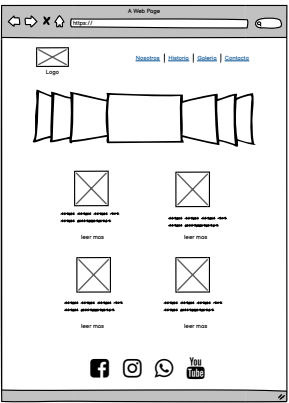 A Web Page
https://
Logo
Nosotros | Historia | Galeria | Contacto
leer mas
leer mas
leer mas
leer mas
You
Tube